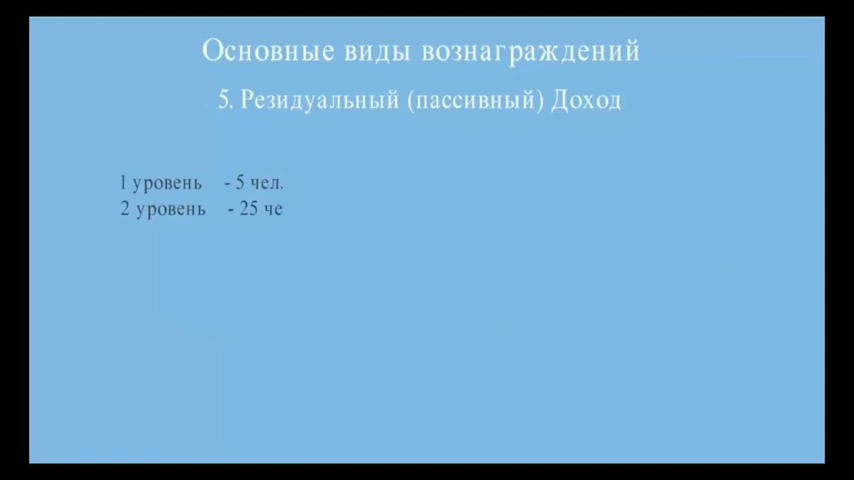 Основные виды вознаграждений
5. Резидуальный (пассивный) Доход
1 уровень - 5 чел.
2 уровень - 25 че